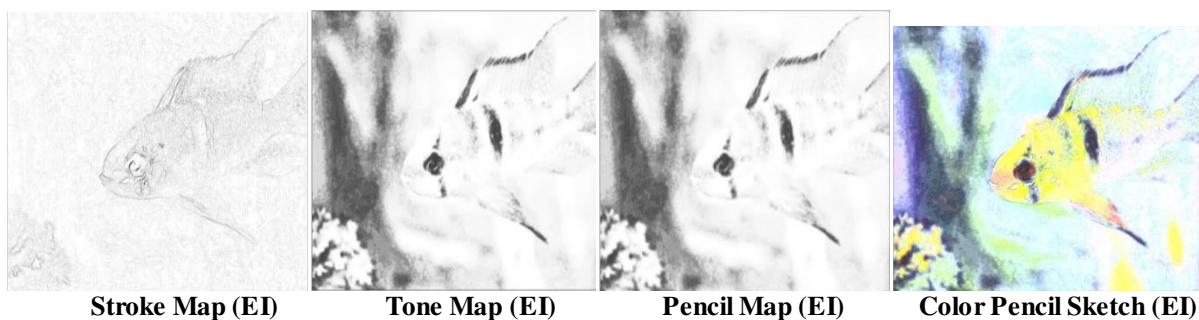 Stroke Map (EI) Tone Map (EI) Pencil Map (EI) Color Pencil Sketch (EI)